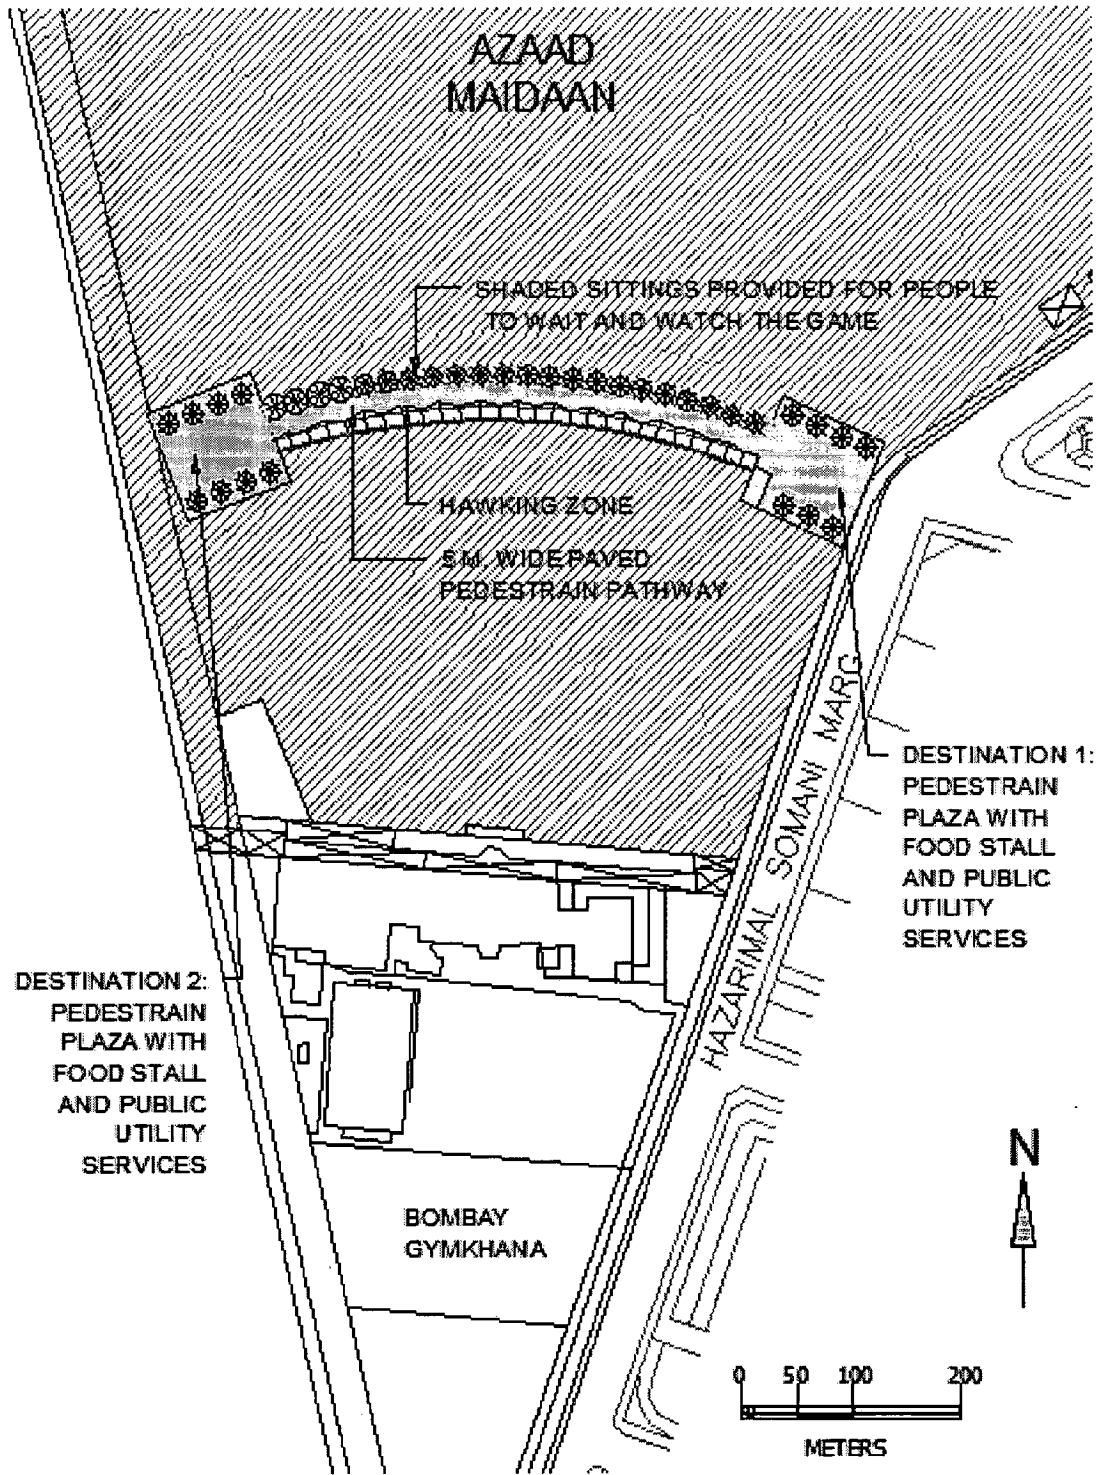 AZAAD
MAIDAAN
SHADED SITTINGS PROVIDED FOR PEOPLE
TO WAIT AND WATCH THE GAME
HAWKING ZONE
5 M. WIDE PAVED
PEDESTRAIN PATHWAY
HAZARIMAL SOMANI MARG
DESTINATION 1:
PEDESTRAIN
PLAZA WITH
FOOD STALL
AND PUBLIC
UTILITY
SERVICES
DESTINATION 2:
PEDESTRAIN
PLAZA WITH
FOOD STALL
AND PUBLIC
UTILITY
SERVICES
BOMBAY
GYMKHANA
N
0 50 100 200
METERS